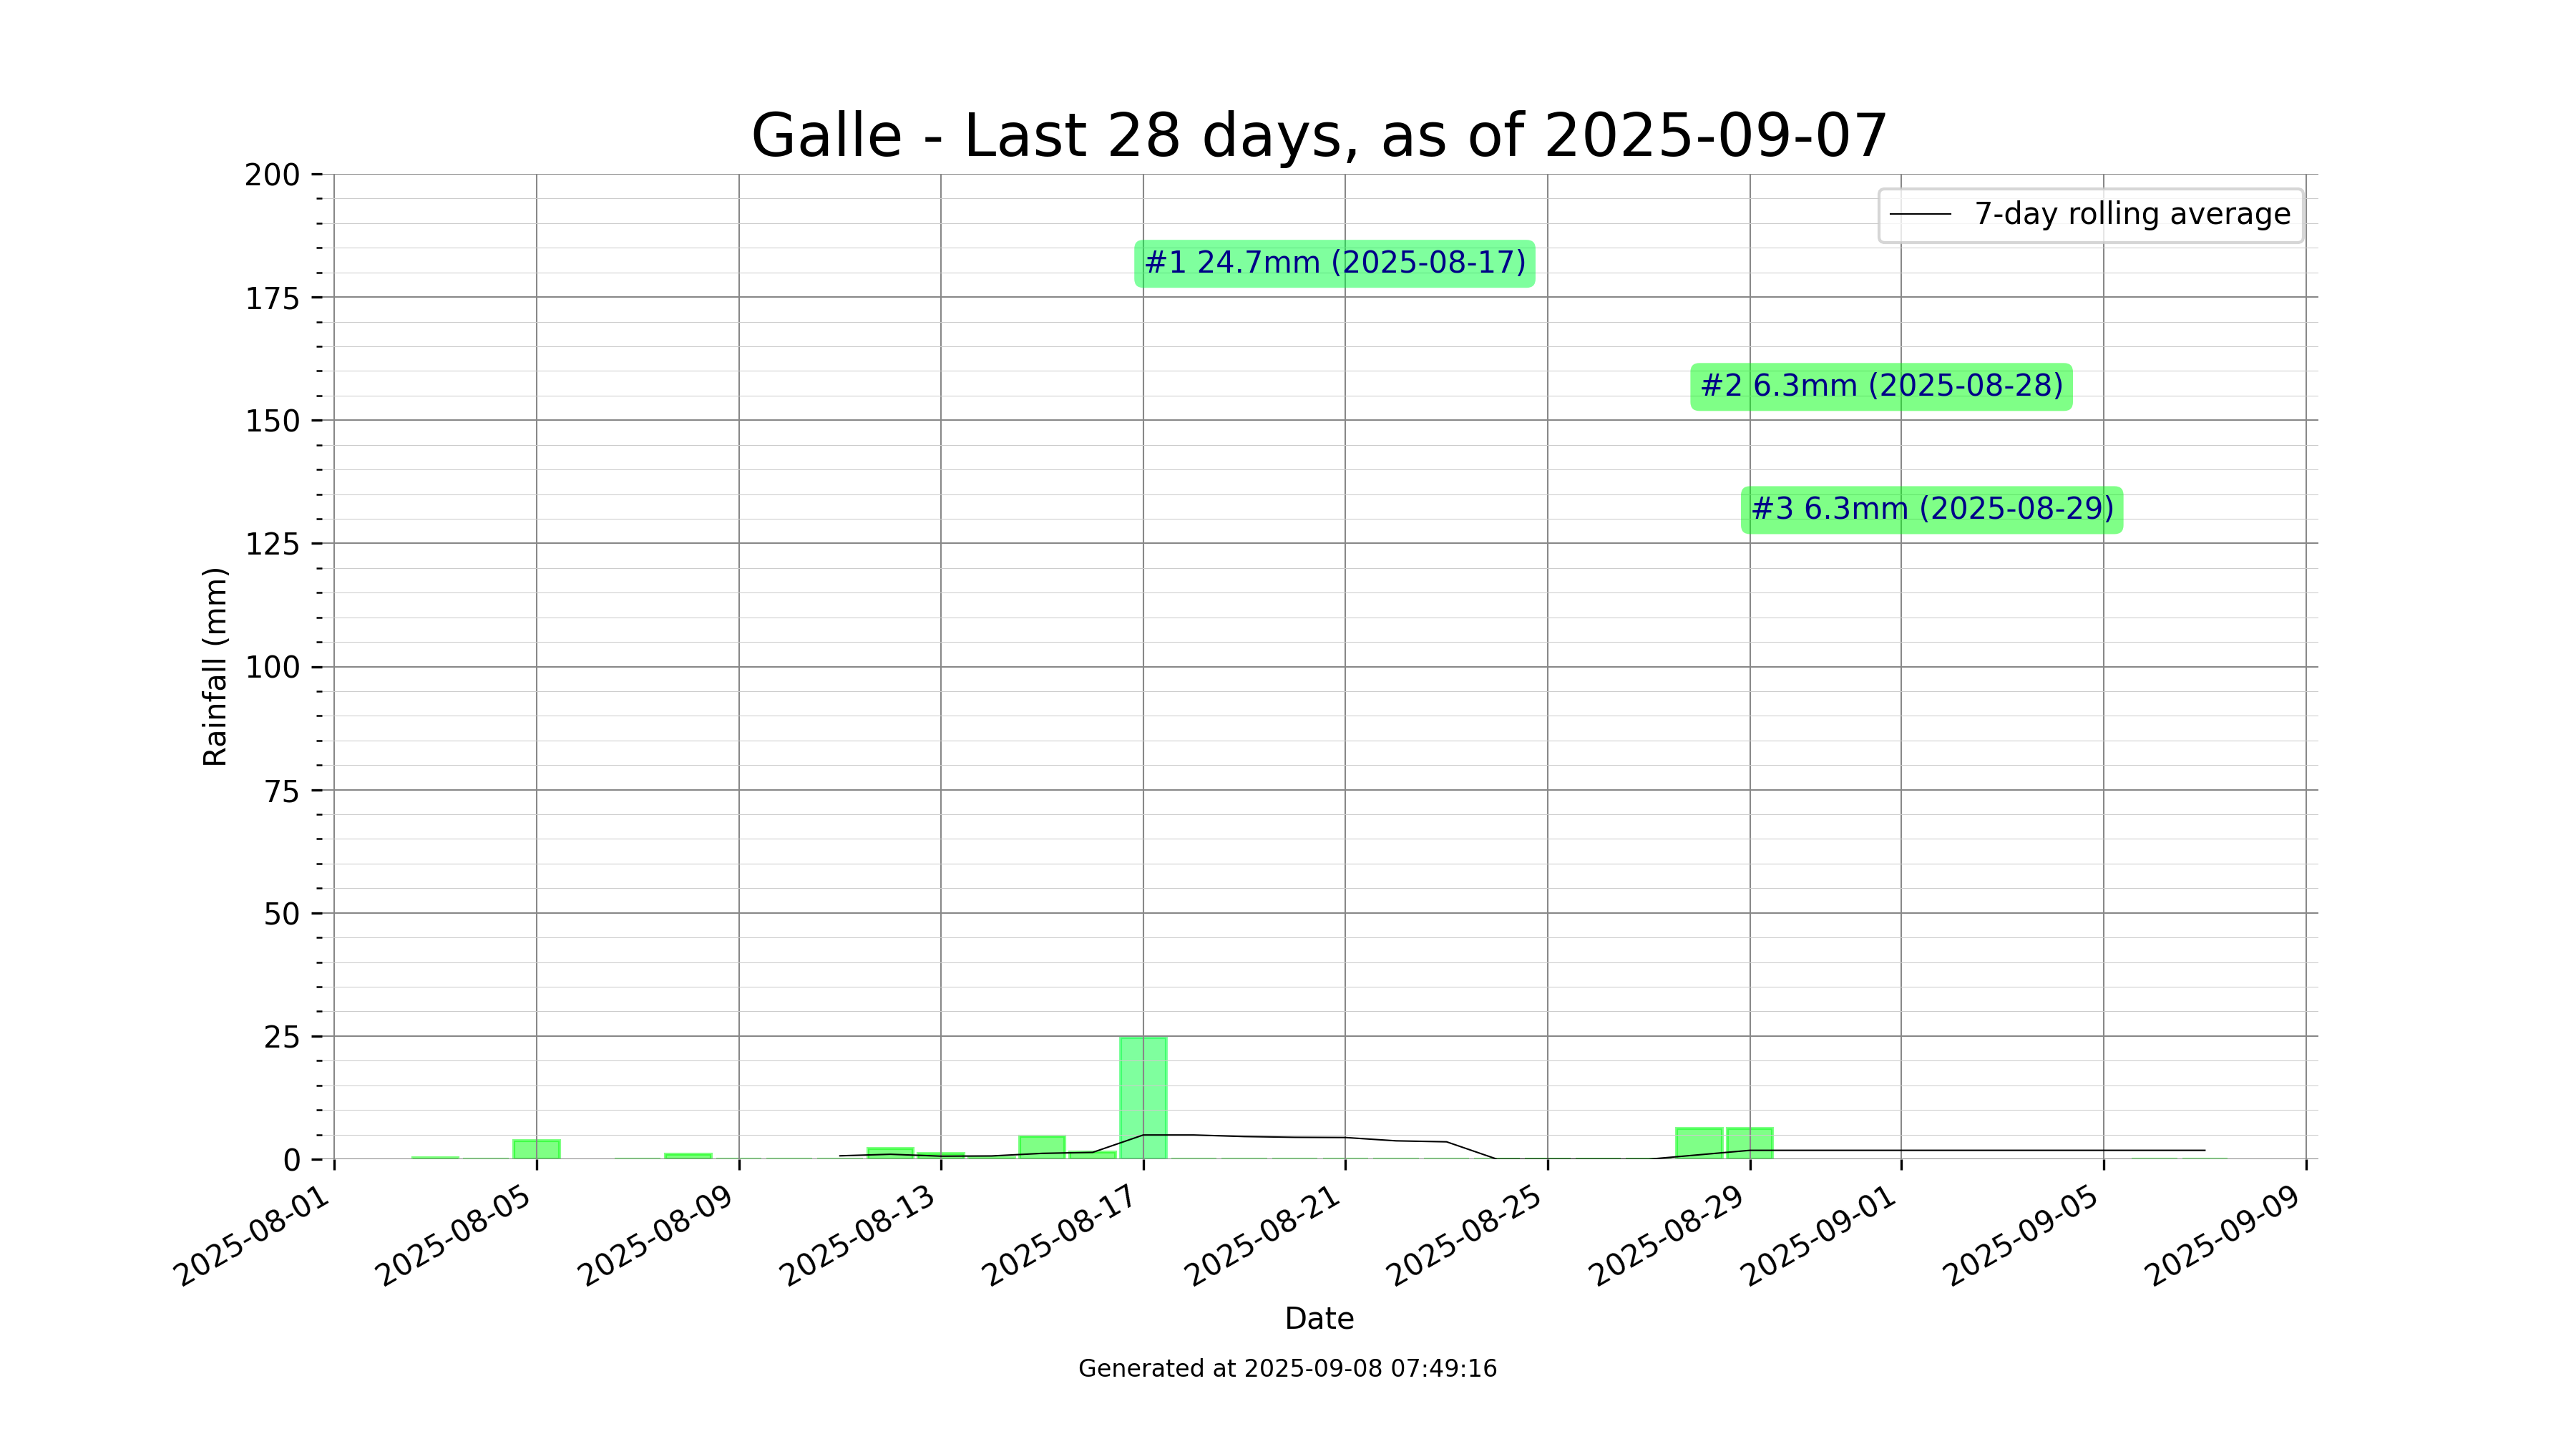 Galle - Last 28 days, as of 2025-09-07
7-day rolling average
#1 24.7mm (2025-08-17)
#2 6.3mm (2025-08-28)
#3 6.3mm (2025-08-29)
Rainfall (mm)
200
175
150
125
100
75
50
25
0
2025-08-01
2025-08-05
2025-08-09
2025-08-13
2025-08-17
2025-08-21
2025-08-25
2025-08-29
2025-09-01
2025-09-05
2025-09-09
Date
Generated at 2025-09-08 07:49:16